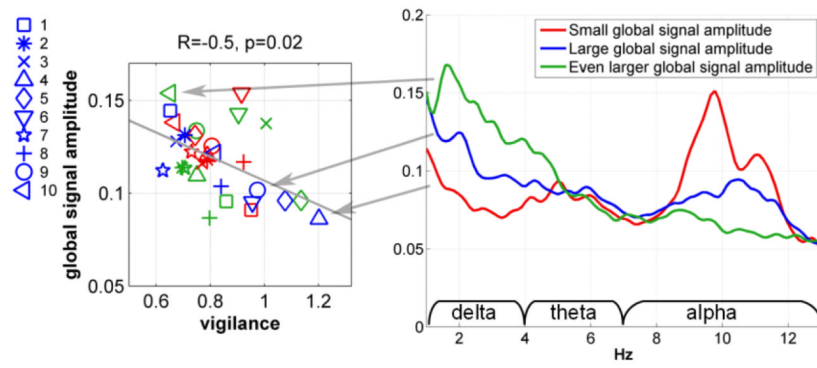 1
2
3
4
5
6
7
8
9
10
R=-0.5, p=0.02
global signal amplitude
0.15
0.1
0.05
0.6
0.8
1
1.2
vigilance
Small global signal amplitude
Large global signal amplitude
Even larger global signal amplitude
0.2
0.15
0.1
0.05
0
delta
theta
alpha
2
4
6
8
10
12
Hz